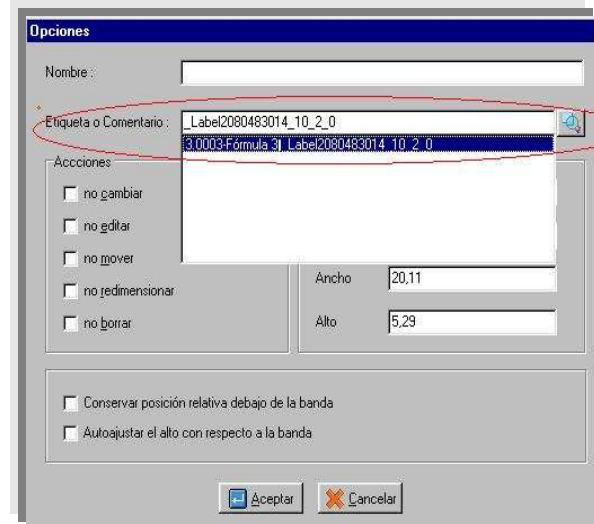 Opciones
Nombre :
Etiqueta o Comentario : _Label2080483014_10_2_0
3.0003-Fórmula 3|_Label2080483014_10_2_0
Accciones
no cambiar
no editar
no mover
no redimensionar
no borrar
Ancho 20,11
Alto 5,29
Conservar posición relativa debajo de la banda
Autoajustar el alto con respecto a la banda
Aceptar Cancelar